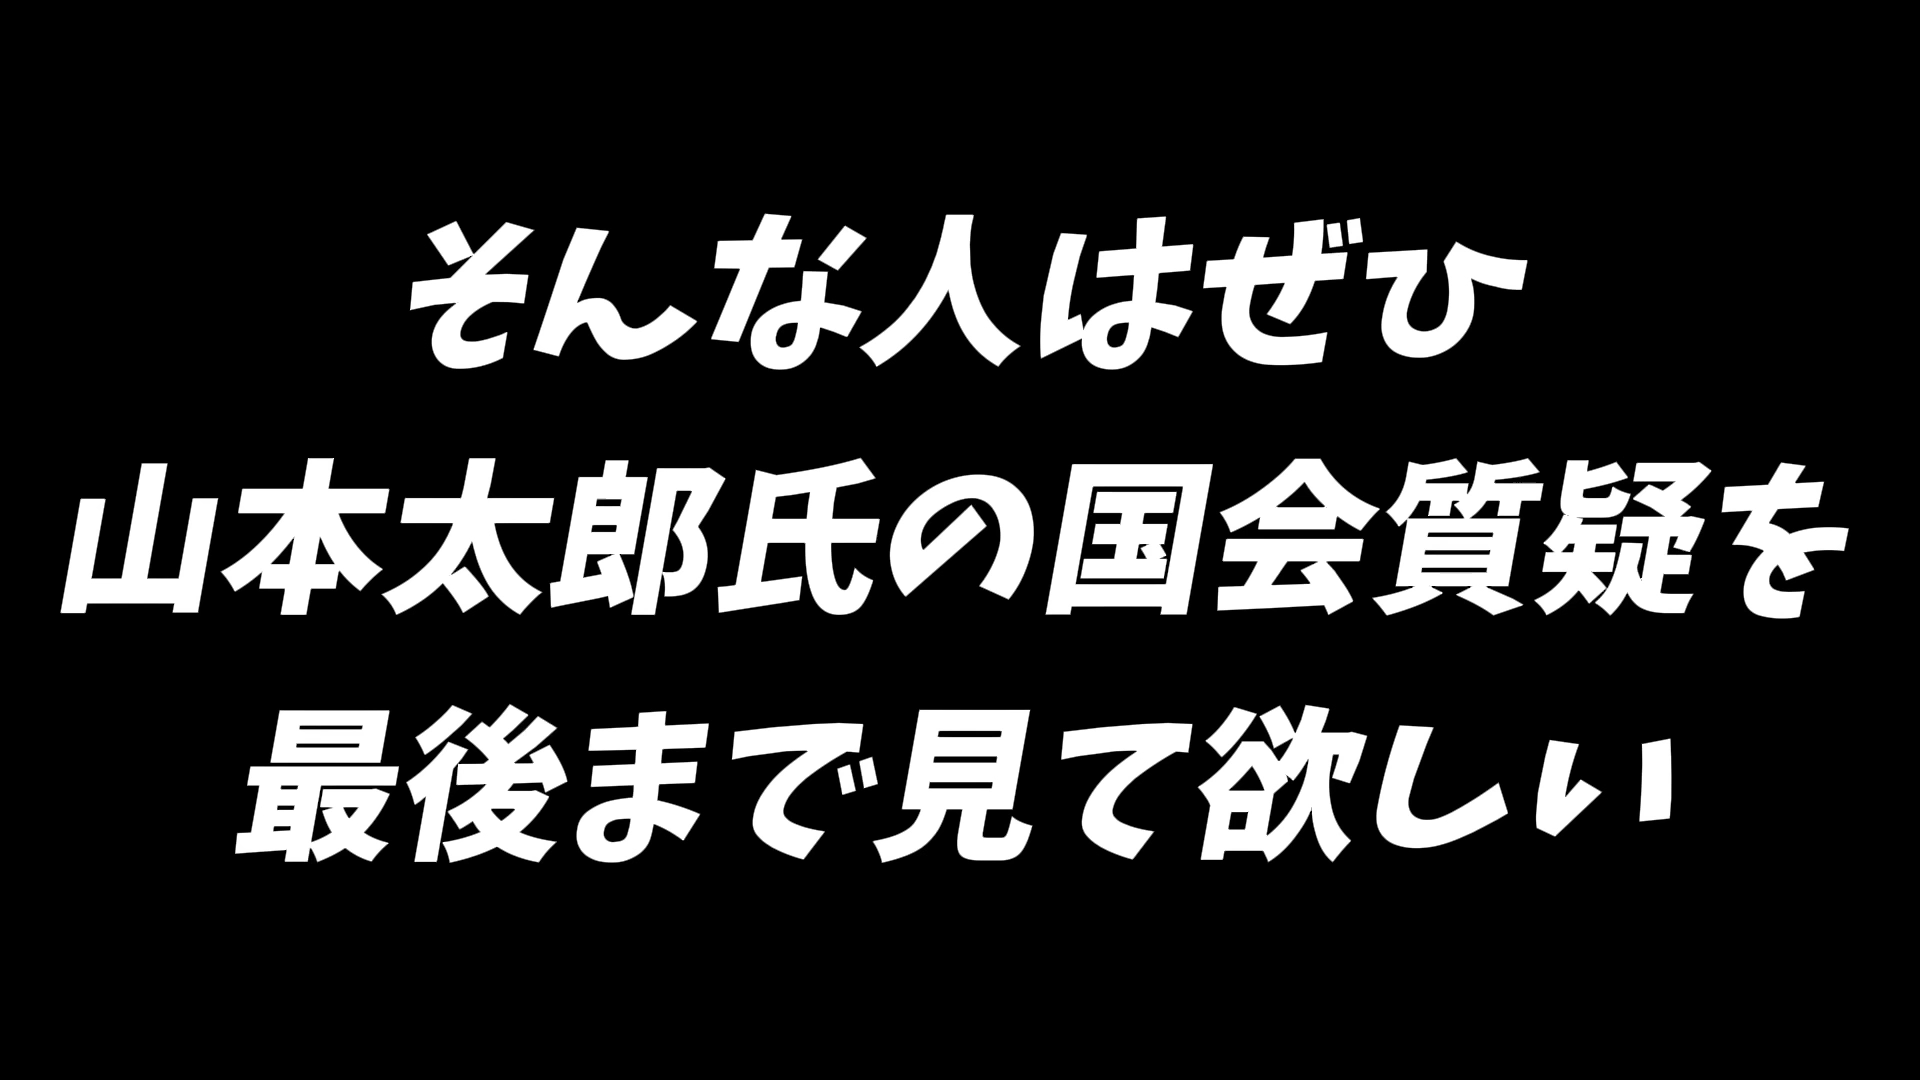 そんな人はぜひ
山本太郎氏の国会質疑を
最後まで見て欲しい